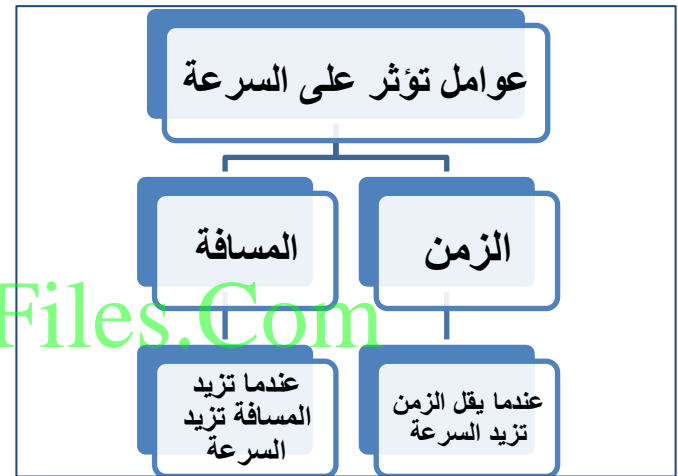 عوامل تؤثر على السرعة
الزمن
المسافة
عندما يقل الزمن
تزيد السرعة
عندما تزيد
المسافة تزيد
السرعة
Files.Com